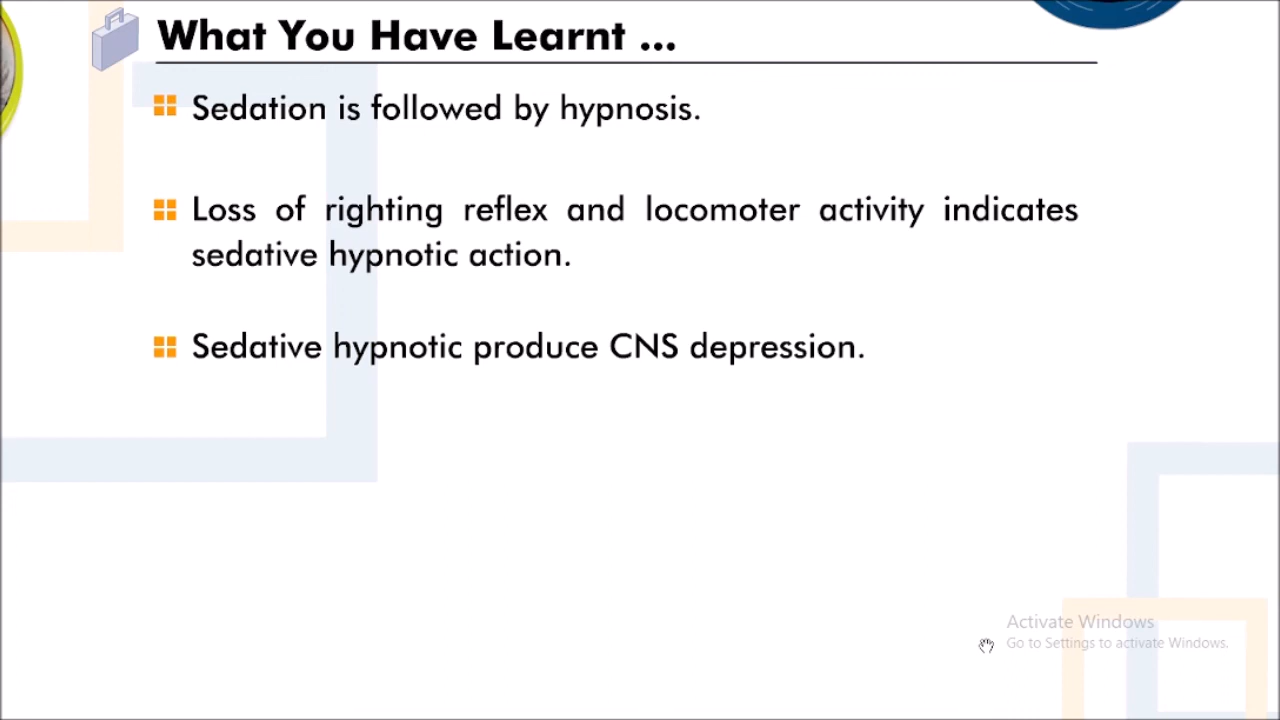 What You Have Learnt ...
Sedation is followed by hypnosis.
Loss of righting reflex and locomoter activity indicates
sedative hypnotic action.
Sedative hypnotic produce CNS depression.
Activate Windows
Go to Settings to activate Windows.